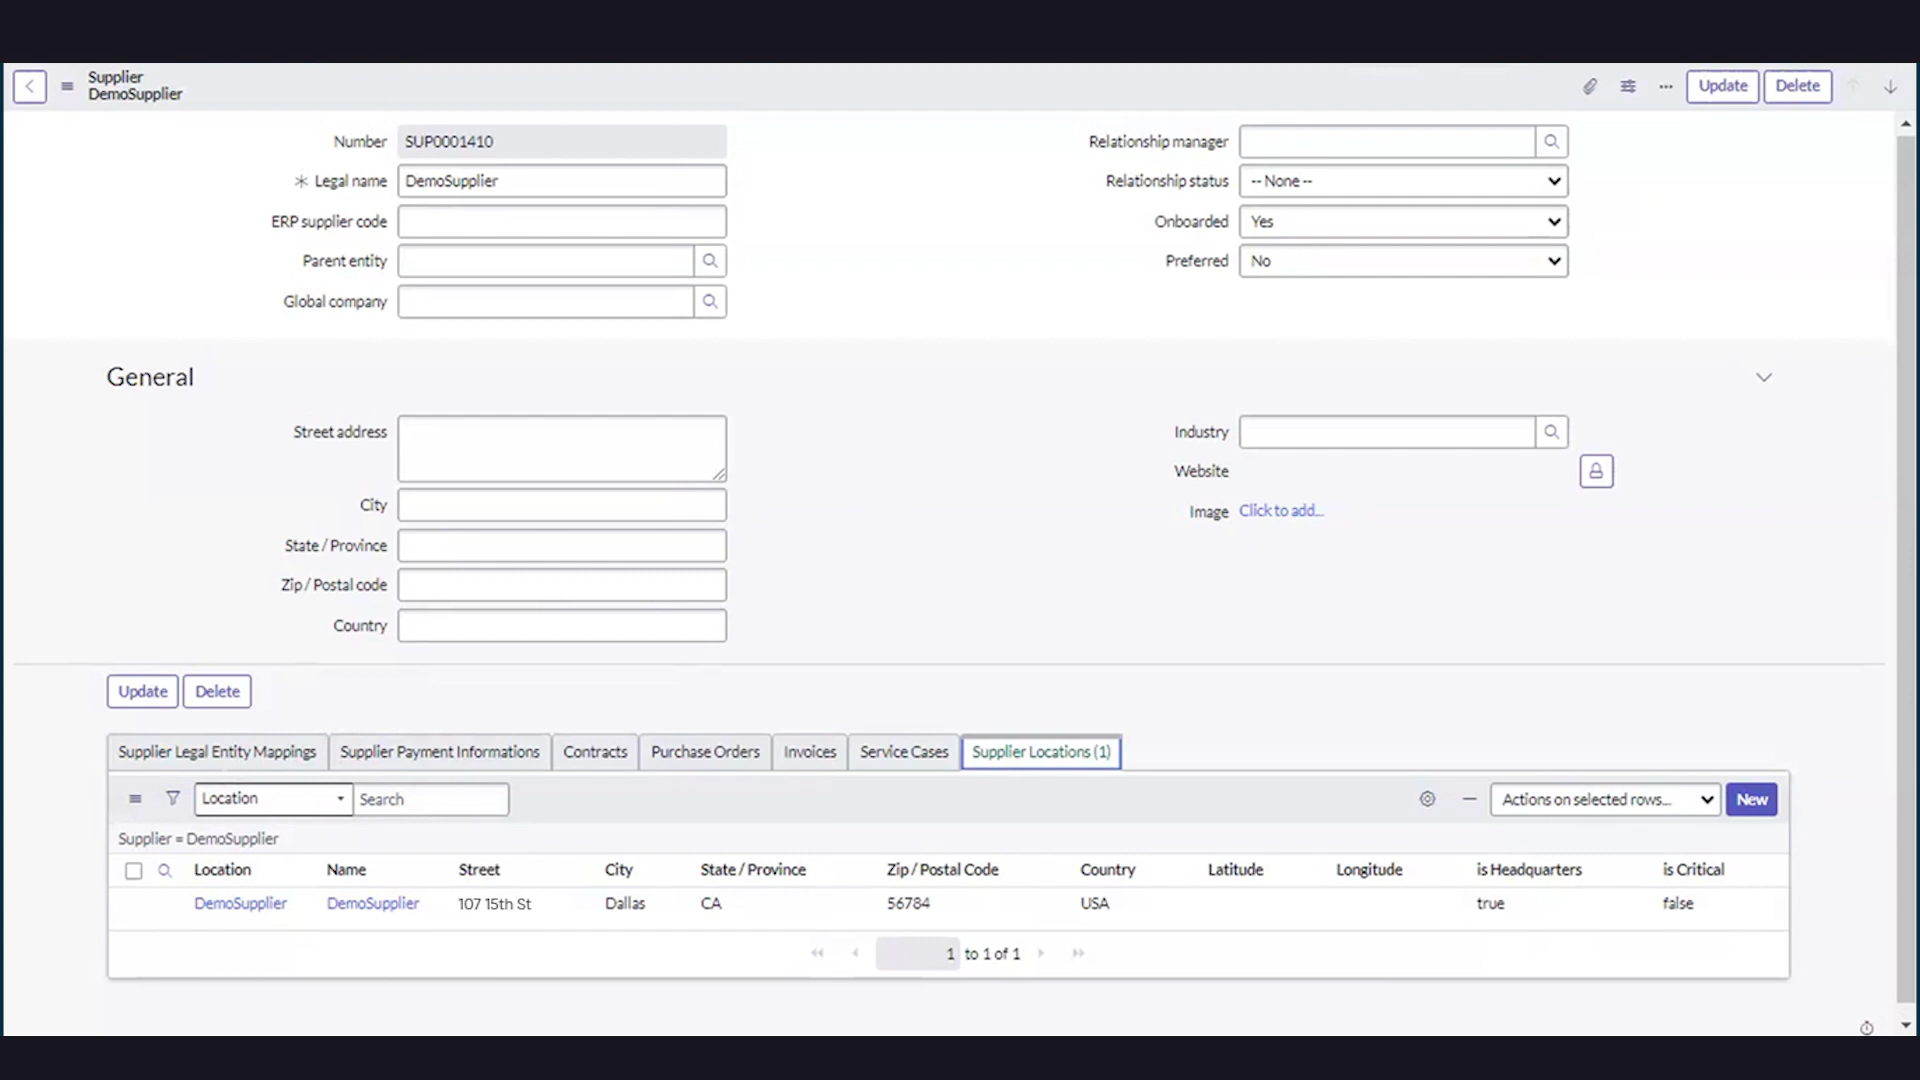 Supplier
DemoSupplier
Update
Delete
Number
SUP0001410
Relationship manager
Legal name
DemoSupplier
Relationship status
-- None --
ERP supplier code
Onboarded
Yes
Parent entity
Preferred
No
Global company
General
Street address
Industry
Website
City
Image
Click to add...
State / Province
Zip / Postal code
Country
Update
Delete
Supplier Legal Entity Mappings
Supplier Payment Informations
Contracts
Purchase Orders
Invoices
Service Cases
Supplier Locations (1)
Location
Search
Actions on selected rows...
New
Supplier = DemoSupplier
Location Name Street City State / Province Zip / Postal Code Country Latitude Longitude is Headquarters is Critical
DemoSupplier DemoSupplier 107 15th St Dallas CA 56784 USA true false
1 to 1 of 1